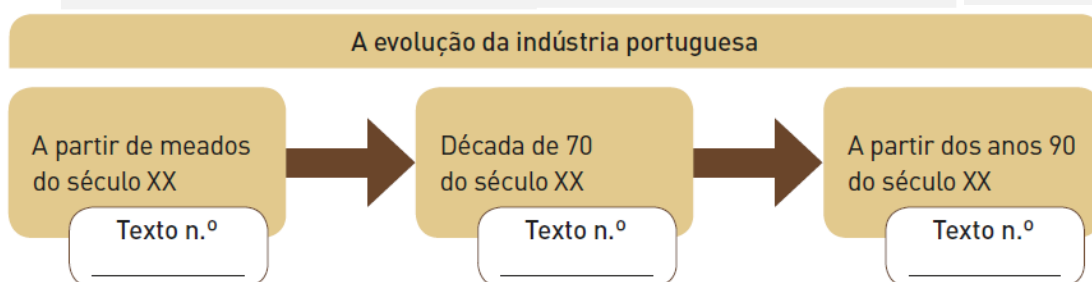 A evolução da indústria portuguesa
A partir de meados
do século XX
Texto n.º
Década de 70
do século XX
Texto n.º
A partir dos anos 90
do século XX
Texto n.º